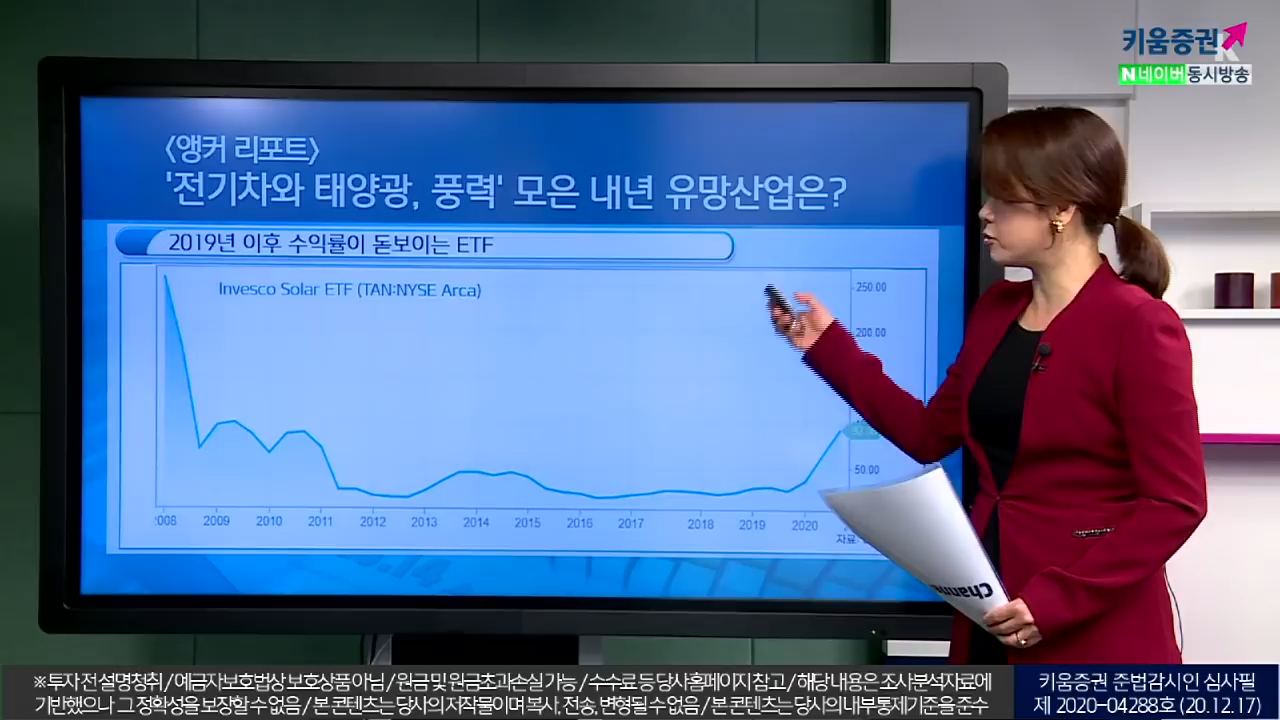 키움증권
N 네이버 동시방송
<앵커 리포트>
'전기차와 태양광, 풍력' 모은 내년 유망산업은?
2019년 이후 수익률이 돋보이는 ETF
Invesco Solar ETF (TAN:NYSE Arca)
250.00
200.00
50.00
2009 2010 2011 2012 2013 2014 2015 2016 2017 2018 2019 2020
자료:
※투자 전 설명청취 / 예금자보호법상 보호상품 아님 / 원금 및 원금초과손실 가능 / 수수료 등 당사홈페이지 참고 / 해당 내용은 조사분석자료에
기반했으나 그 정확성을 보장할 수 없음 / 본 콘텐츠는 당사의 저작물이며 복사, 전송, 변형될 수 없음 / 본 콘텐츠는 당사의 내부통제기준을 준수
키움증권 준법감시인 심사필
제 2020-04288호 (20.12.17)